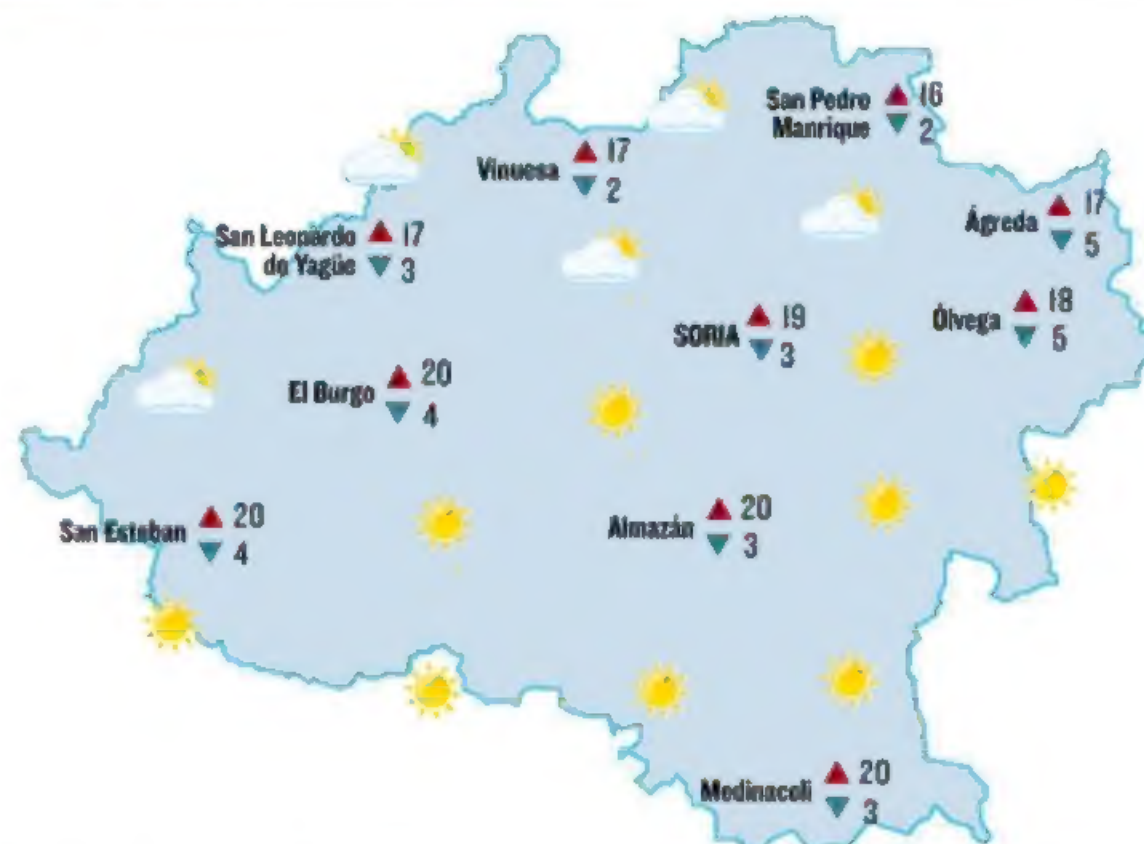 San Pedro
Manrique
16
2
Vinuesa
17
2
Ágreda
17
5
San Leonardo
de Yagüe
17
3
Ólvega
18
5
SORIA
19
3
El Burgo
20
4
San Esteban
20
4
Almazán
20
3
Medinaceli
20
3